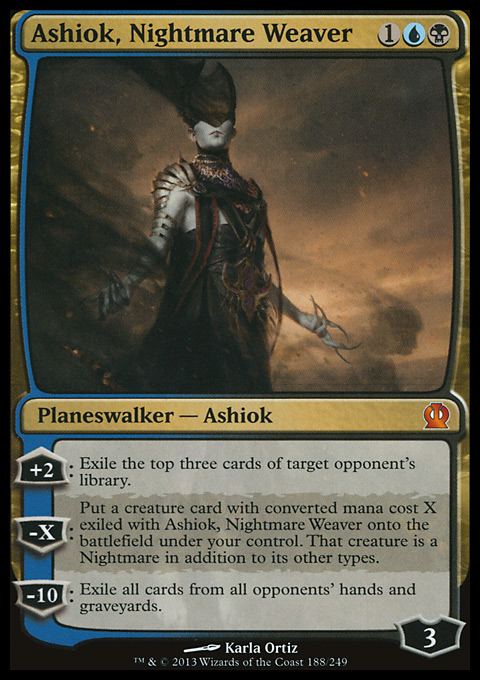 Ashiok, Nightmare Weaver 1
Planeswalker — Ashiok
+2: Exile the top three cards of target opponent's
library.
Put a creature card with converted mana cost X
exiled with Ashiok, Nightmare Weaver onto the
-X: battlefield under your control. That creature is a
Nightmare in addition to its other types.
-10: Exile all cards from all opponents' hands and
graveyards.
Karla Ortiz
3
™ & © 2013 Wizards of the Coast 188/249